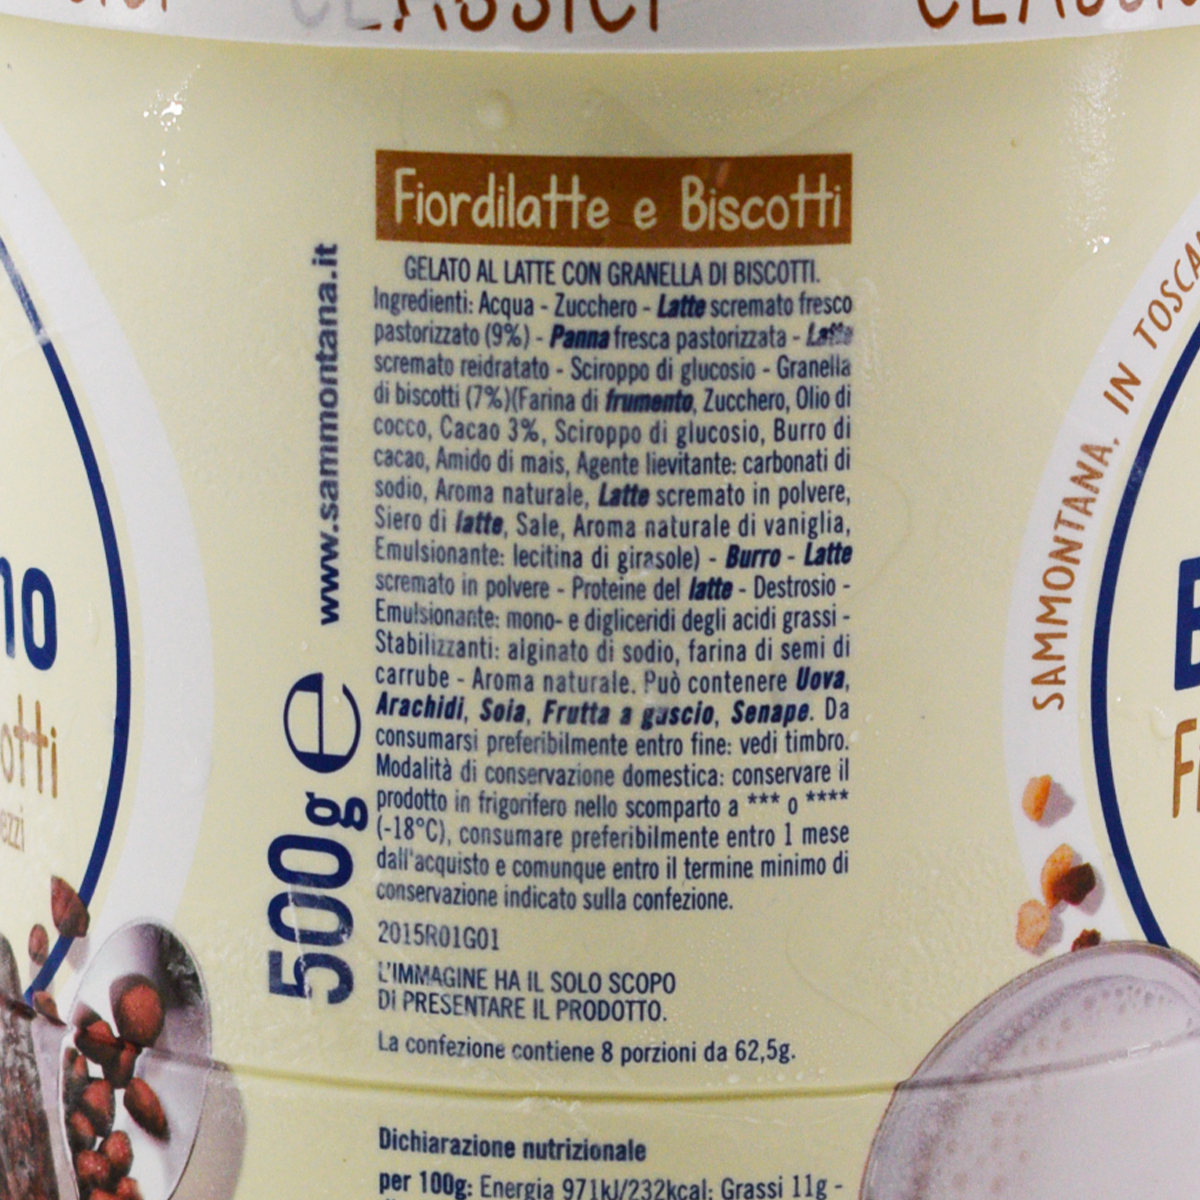 CLASSICI
Fiordilatte e Biscotti
GELATO AL LATTE CON GRANELLA DI BISCOTTI.
Ingredienti: Acqua - Zucchero - Latte scremato fresco
pastorizzato (9%) - Panna fresca pastorizzata - Latte
scremato reidratato - Sciroppo di glucosio - Granella
di biscotti (7%)(Farina di frumento, Zucchero, Olio di
cocco, Cacao 3%, Sciroppo di glucosio, Burro di
cacao, Amido di mais, Agente lievitante: carbonati di
sodio, Aroma naturale, Latte scremato in polvere,
Siero di latte, Sale, Aroma naturale di vaniglia,
Emulsionante: lecitina di girasole) - Burro - Latte
scremato in polvere - Proteine del latte - Destrosio -
Emulsionante: mono- e digliceridi degli acidi grassi -
Stabilizzanti: alginato di sodio, farina di semi di
carrube - Aroma naturale. Può contenere Uova,
Arachidi, Soia, Frutta a guscio, Senape. Da
consumarsi preferibilmente entro fine: vedi timbro.
Modalità di conservazione domestica: conservare il
prodotto in frigorifero nello scomparto a *** o ****
(-18°C), consumare preferibilmente entro 1 mese
dall'acquisto e comunque entro il termine minimo di
conservazione indicato sulla confezione.
2015R01G01
L'IMMAGINE HA IL SOLO SCOPO
DI PRESENTARE IL PRODOTTO.
La confezione contiene 8 porzioni da 62,5g.
Dichiarazione nutrizionale
per 100g: Energia 971kJ/232kcal; Grassi 11g -
www.sammontana.it
500g e
SAMMONTANA, IN TOSCA